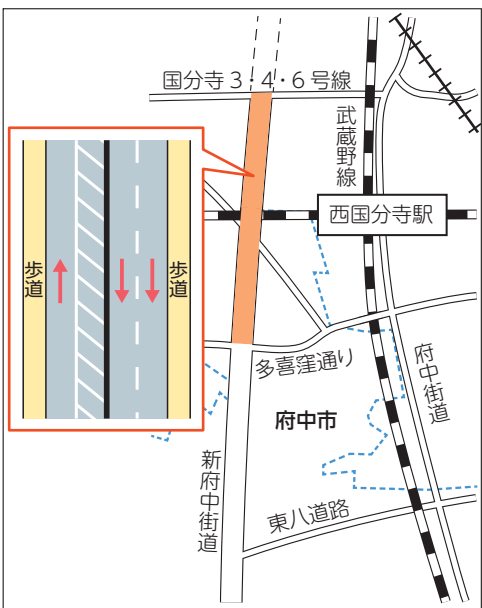 国分寺3・4・6号線
武蔵野線
西国分寺駅
歩道
歩道
多喜窪通り
府中街道
府中市
新府中街道
東八道路